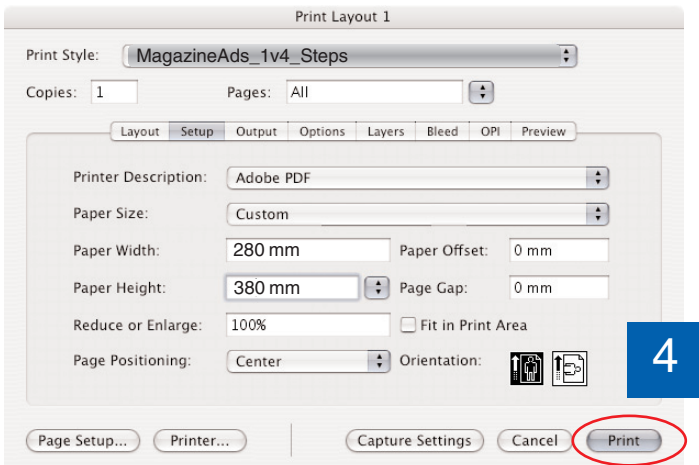 Print Layout 1
Print Style: MagazineAds_1v4_Steps
Copies: 1 Pages: All
Layout Setup Output Options Layers Bleed OPI Preview
Printer Description: Adobe PDF
Paper Size: Custom
Paper Width: 280 mm Paper Offset: 0 mm
Paper Height: 380 mm Page Gap: 0 mm
Reduce or Enlarge: 100% Fit in Print Area
Page Positioning: Center Orientation:
4
Page Setup... Printer... Capture Settings Cancel Print